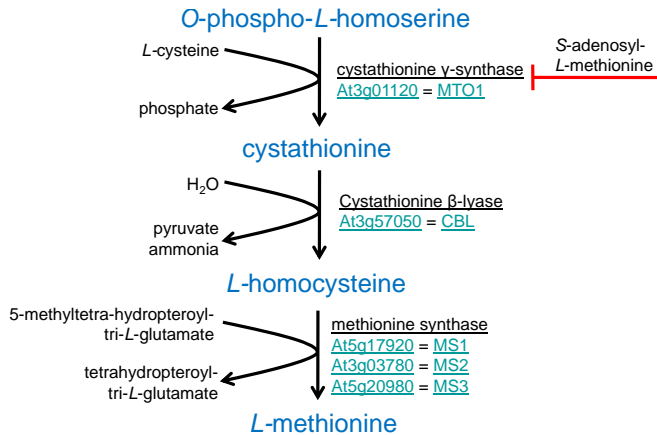 O-phospho-L-homoserine
L-cysteine
phosphate
cystathionine γ-synthase
At3g01120 = MTO1
S-adenosyl-
L-methionine
cystathionine
H₂O
pyruvate
ammonia
Cystathionine β-lyase
At3g57050 = CBL
L-homocysteine
5-methyltetra-hydropteroyl-
tri-L-glutamate
tetrahydropteroyl-
tri-L-glutamate
methionine synthase
At5g17920 = MS1
At3g03780 = MS2
At5g20980 = MS3
L-methionine